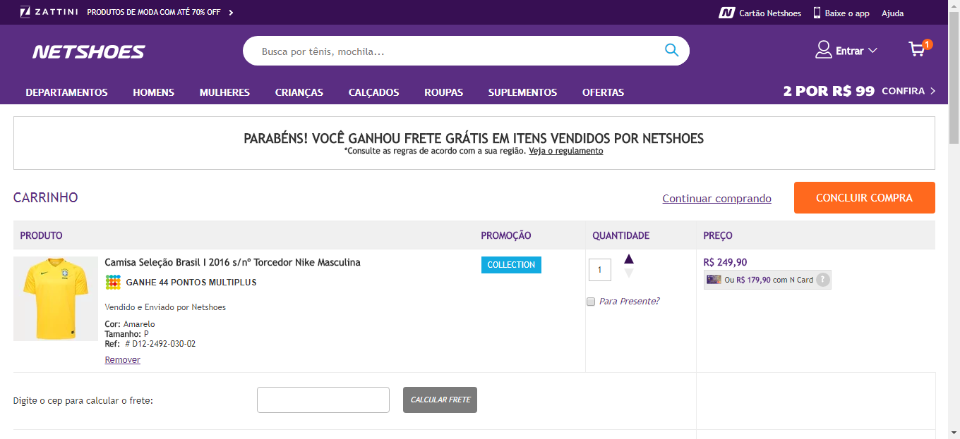 ZATTINI PRODUTOS DE MODA COM ATÉ 70% OFF
Cartão Netshoes Baixe o app Ajuda
NETSHOES
Busca por tênis, mochila...
Entrar
1
DEPARTAMENTOS HOMENS MULHERES CRIANÇAS CALÇADOS ROUPAS SUPLEMENTOS OFERTAS
2 POR R$ 99 CONFIRA
PARABÉNS! VOCÊ GANHOU FRETE GRÁTIS EM ITENS VENDIDOS POR NETSHOES
*Consulte as regras de acordo com a sua região. Veja o regulamento
CARRINHO
Continuar comprando
CONCLUIR COMPRA
PRODUTO PROMOÇÃO QUANTIDADE PREÇO
Camisa Seleção Brasil I 2016 s/nº Torcedor Nike Masculina
GANHE 44 PONTOS MULTIPLUS
Vendido e Enviado por Netshoes
Cor: Amarelo
Tamanho: P
Ref: # D12-2492-030-02
Remover
COLLECTION
1
Para Presente?
R$ 249,90
Ou R$ 179,90 com N Card ?
Digite o cep para calcular o frete:
CALCULAR FRETE